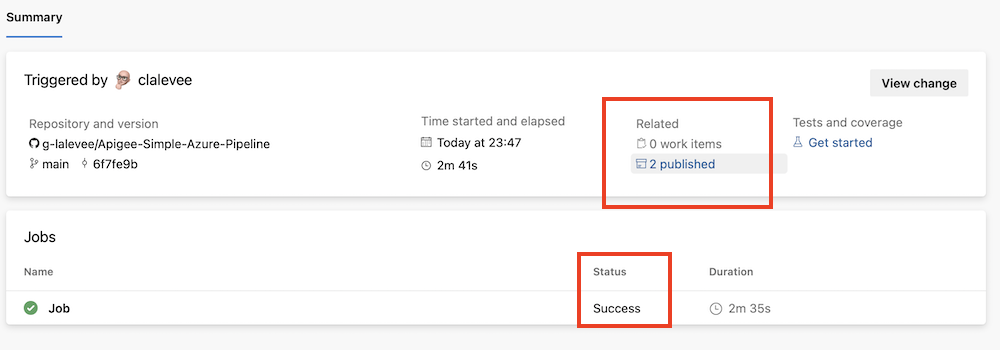 Summary
Triggered by clalevee
View change
Repository and version
g-lalevee/Apigee-Simple-Azure-Pipeline
main 6f7fe9b
Time started and elapsed
Today at 23:47
2m 41s
Related
0 work items
2 published
Tests and coverage
Get started
Jobs
Name Status Duration
Job Success 2m 35s